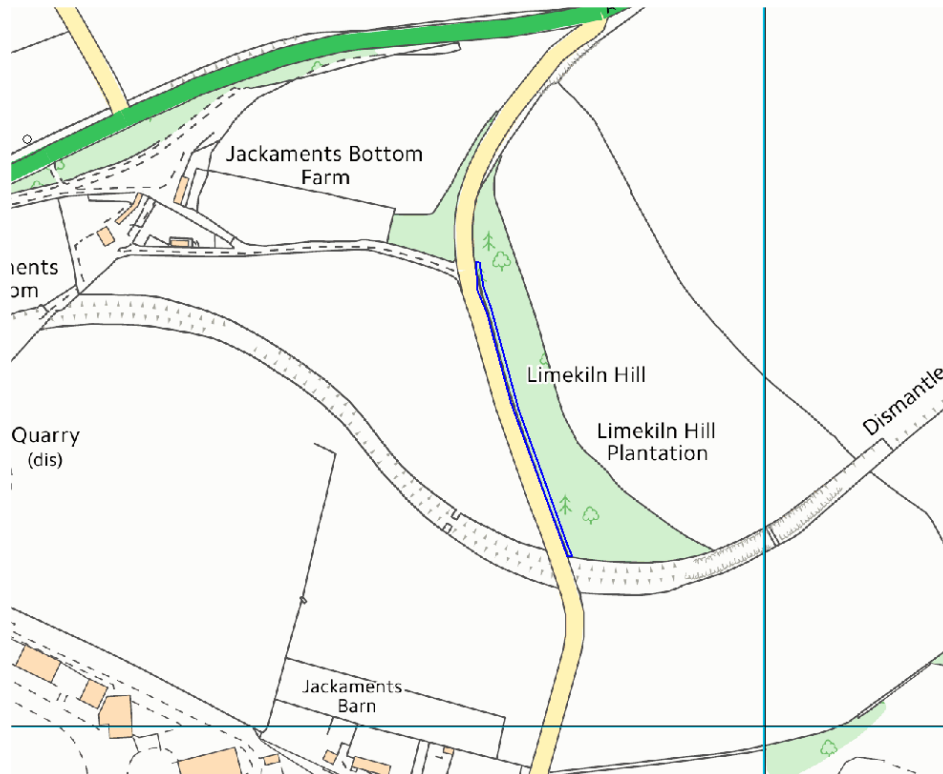 Jackaments Bottom
Farm
ments
om
Limekiln Hill
Limekiln Hill
Plantation
Dismantle
Quarry
(dis)
Jackaments
Barn